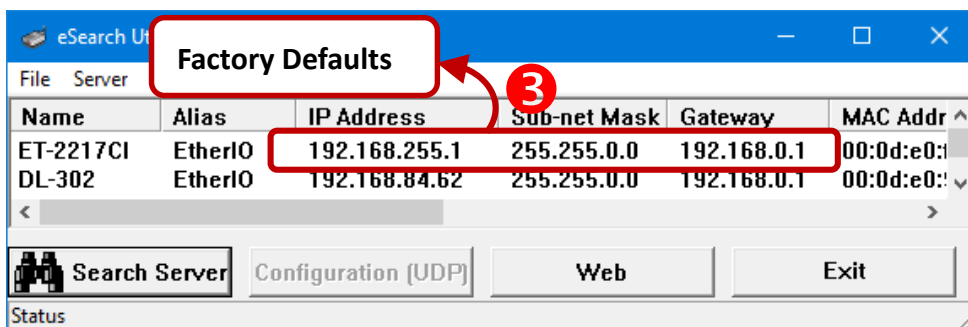 eSearch Ut
Factory Defaults
3
File Server
Name Alias IP Address Sub-net Mask Gateway MAC Addr
ET-2217CI EtherIO 192.168.255.1 255.255.0.0 192.168.0.1 00:0d:e0:
DL-302 EtherIO 192.168.84.62 255.255.0.0 192.168.0.1 00:0d:e0:
Search Server Configuration (UDP) Web Exit
Status